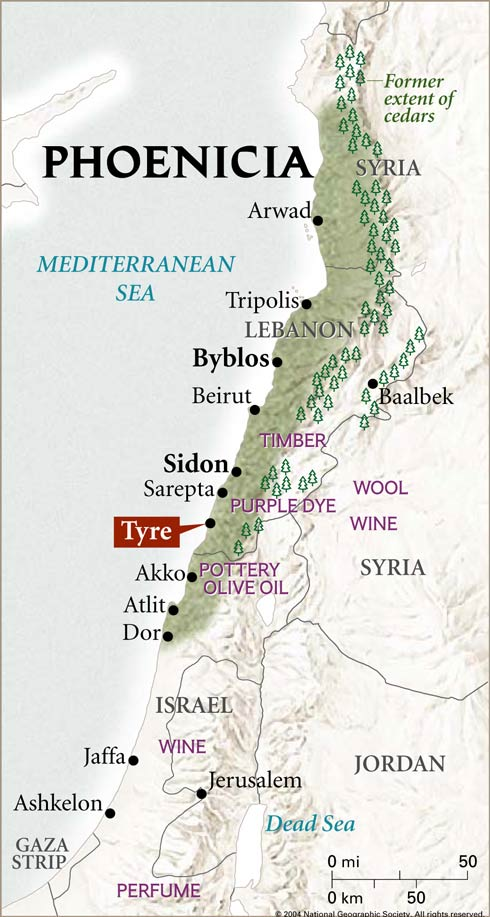 Former
extent of
cedars
PHOENICIA
SYRIA
Arwad
MEDITERRANEAN
SEA
Tripolis
LEBANON
Byblos
Beirut
Baalbek
TIMBER
Sidon
Sarepta
WOOL
PURPLE DYE
WINE
Tyre
SYRIA
Akko
POTTERY
OLIVE OIL
Atlit
Dor
ISRAEL
WINE
Jaffa
JORDAN
Jerusalem
Ashkelon
Dead Sea
GAZA
STRIP
0 mi 50
PERFUME
0 km 50
© 2004 National Geographic Society. All rights reserved.